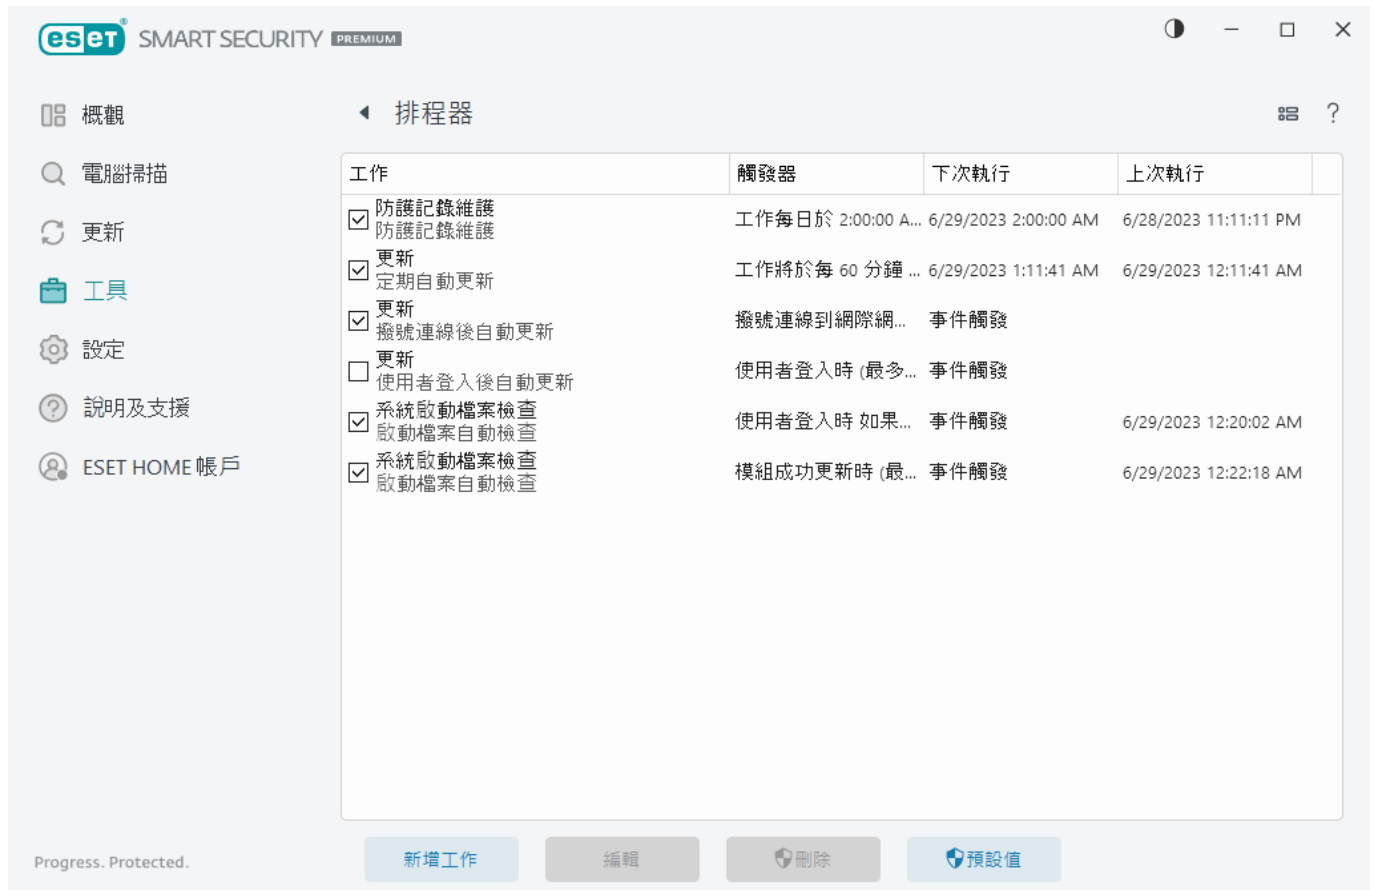 eset® SMART SECURITY PREMIUM
概觀
電腦掃描
更新
工具
設定
說明及支援
ESET HOME 帳戶
排程器
?
工作 觸發器 下次執行 上次執行
防護記錄維護
防護記錄維護
工作每日於 2:00:00 A... 6/29/2023 2:00:00 AM 6/28/2023 11:11:11 PM
更新
定期自動更新
工作將於每 60 分鐘 ... 6/29/2023 1:11:41 AM 6/29/2023 12:11:41 AM
更新
撥號連線後自動更新
撥號連線到網際網... 事件觸發
更新
使用者登入後自動更新
使用者登入時 (最多... 事件觸發
系統啟動檔案檢查
啟動檔案自動檢查
使用者登入時 如果... 事件觸發 6/29/2023 12:20:02 AM
系統啟動檔案檢查
啟動檔案自動檢查
模組成功更新時 (最... 事件觸發 6/29/2023 12:22:18 AM
新增工作 編輯 刪除 預設值
Progress. Protected.